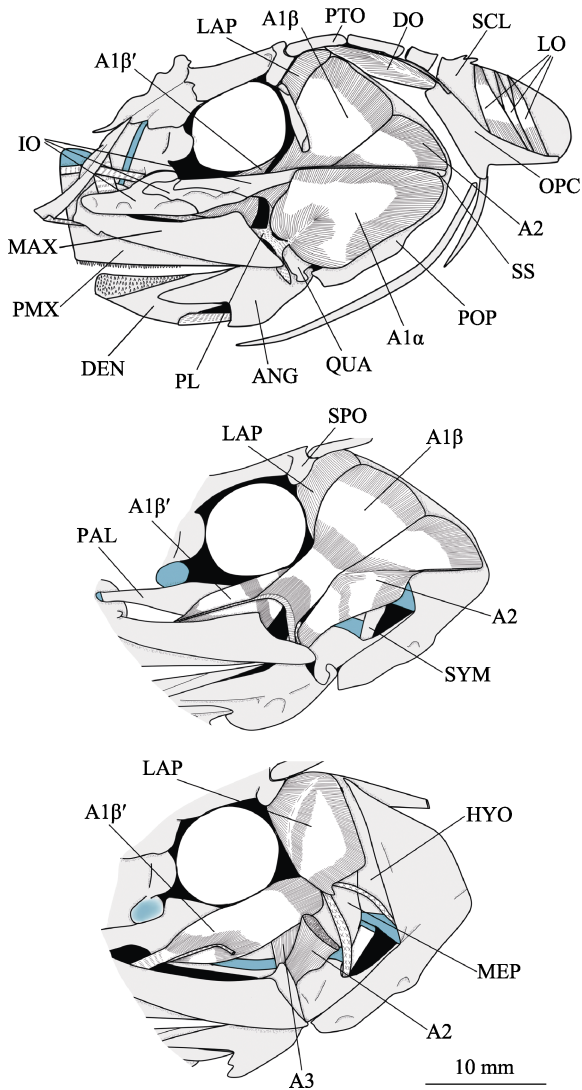 LAP A1β PTO DO SCL LO
A1β′
IO
OPC
MAX A2
SS
PMX POP
A1α
DEN PL ANG QUA
SPO
LAP A1β
A1β′
PAL
A2
SYM
LAP
A1β′ HYO
MEP
A2
A3 10 mm